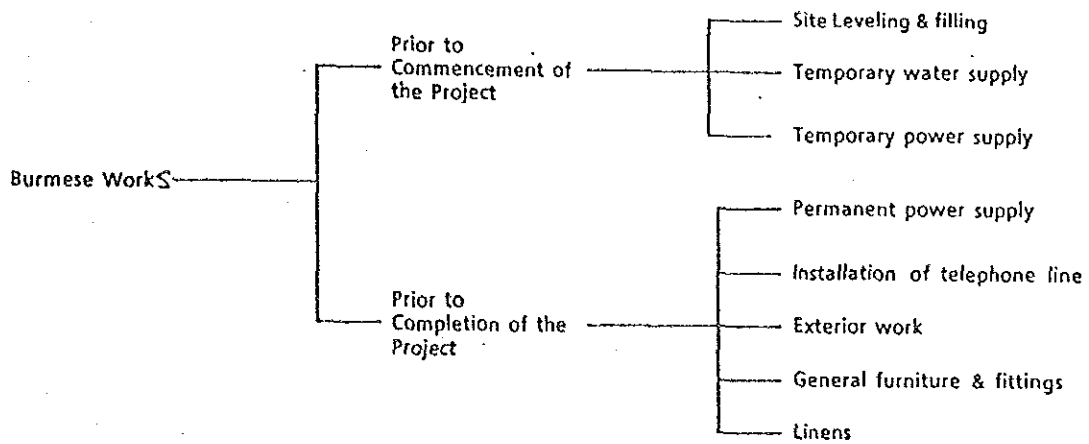 Burmese Works
Prior to
Commencement of
the Project
Site Leveling & filling
Temporary water supply
Temporary power supply
Prior to
Completion of the
Project
Permanent power supply
Installation of telephone line
Exterior work
General furniture & fittings
Linens